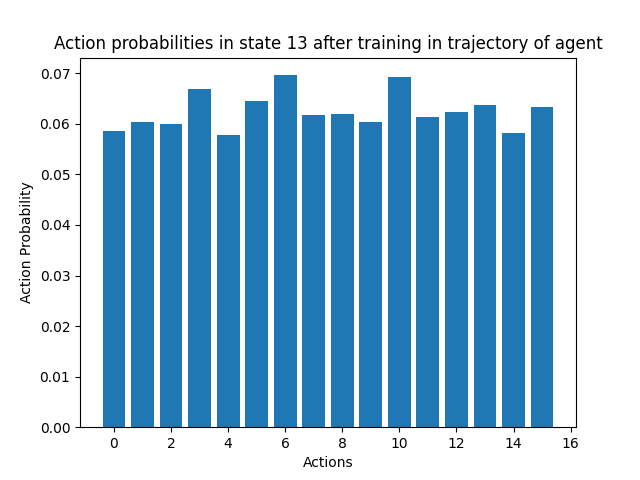 Action probabilities in state 13 after training in trajectory of agent
0.07
0.06
0.05
0.04
0.03
0.02
0.01
0.00
Action Probability
0 2 4 6 8 10 12 14 16
Actions